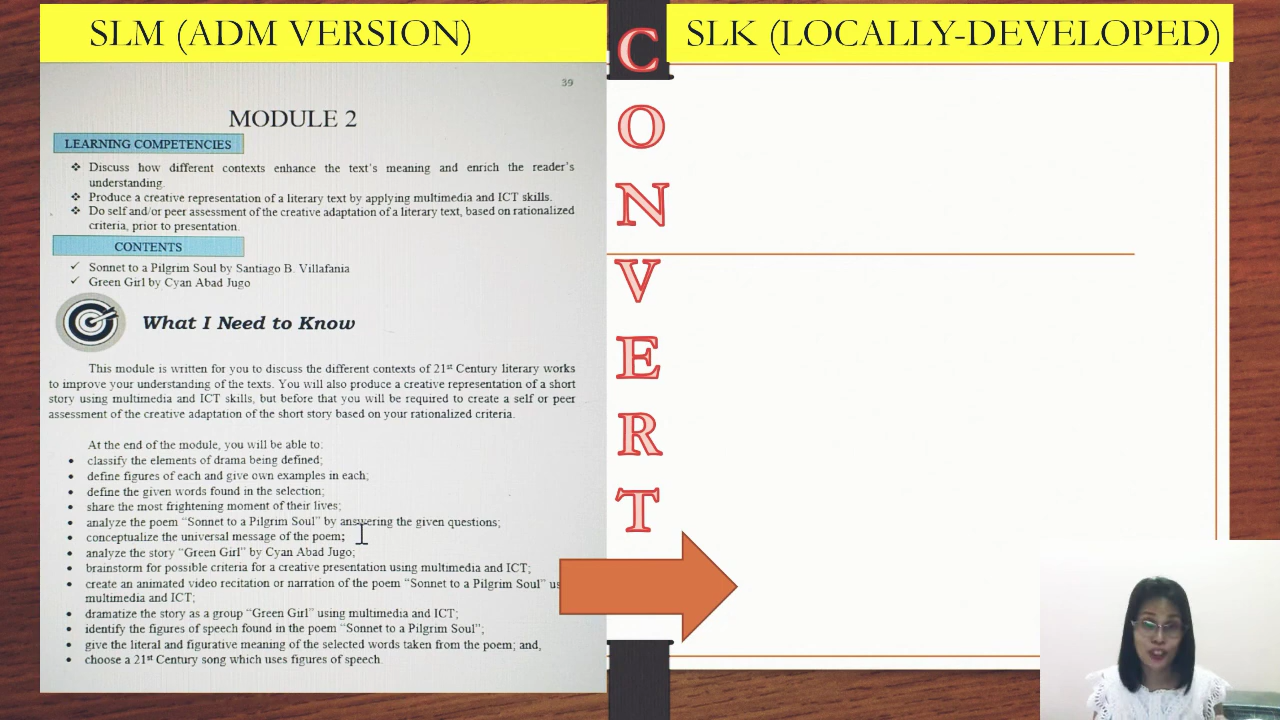 SLM (ADM VERSION)
SLK (LOCALLY-DEVELOPED)
CONVERT
39
MODULE 2
LEARNING COMPETENCIES
❖ Discuss how different contexts enhance the text's meaning and enrich the reader's
understanding.
❖ Produce a creative representation of a literary text by applying multimedia and ICT skills.
❖ Do self and/or peer assessment of the creative adaptation of a literary text, based on rationalized
criteria, prior to presentation.
CONTENTS
✓ Sonnet to a Pilgrim Soul by Santiago B. Villafania
✓ Green Girl by Cyan Abad Jugo
What I Need to Know
This module is written for you to discuss the different contexts of 21st Century literary works
to improve your understanding of the texts. You will also produce a creative representation of a short
story using multimedia and ICT skills, but before that you will be required to create a self or peer
assessment of the creative adaptation of the short story based on your rationalized criteria.
At the end of the module, you will be able to:
• classify the elements of drama being defined;
• define figures of each and give own examples in each;
• define the given words found in the selection;
• share the most frightening moment of their lives;
• analyze the poem "Sonnet to a Pilgrim Soul" by answering the given questions;
• conceptualize the universal message of the poem;
• analyze the story "Green Girl" by Cyan Abad Jugo;
• brainstorm for possible criteria for a creative presentation using multimedia and ICT;
• create an animated video recitation or narration of the poem "Sonnet to a Pilgrim Soul" us
multimedia and ICT;
• dramatize the story as a group "Green Girl" using multimedia and ICT;
• identify the figures of speech found in the poem "Sonnet to a Pilgrim Soul";
• give the literal and figurative meaning of the selected words taken from the poem; and,
• choose a 21st Century song which uses figures of speech.